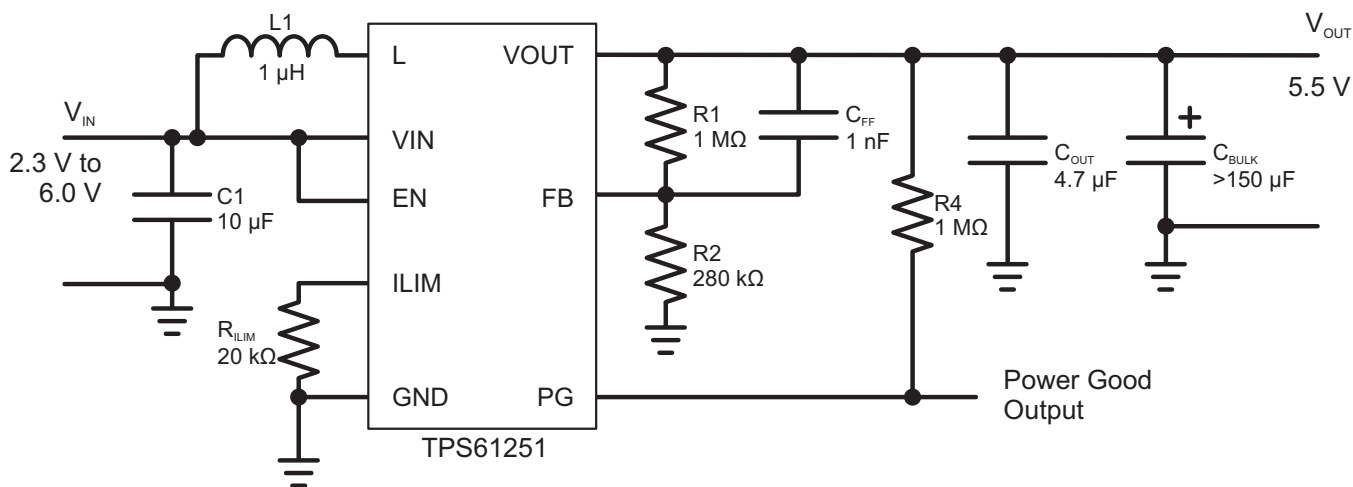 L1
1 µH
L
VOUT
V_OUT
5.5 V
V_IN
2.3 V to
6.0 V
VIN
EN
FB
R1
1 MΩ
C_FF
1 nF
C_OUT
4.7 µF
+
C_BULK
>150 µF
C1
10 µF
R4
1 MΩ
R2
280 kΩ
ILIM
R_ILIM
20 kΩ
GND
PG
Power Good
Output
TPS61251